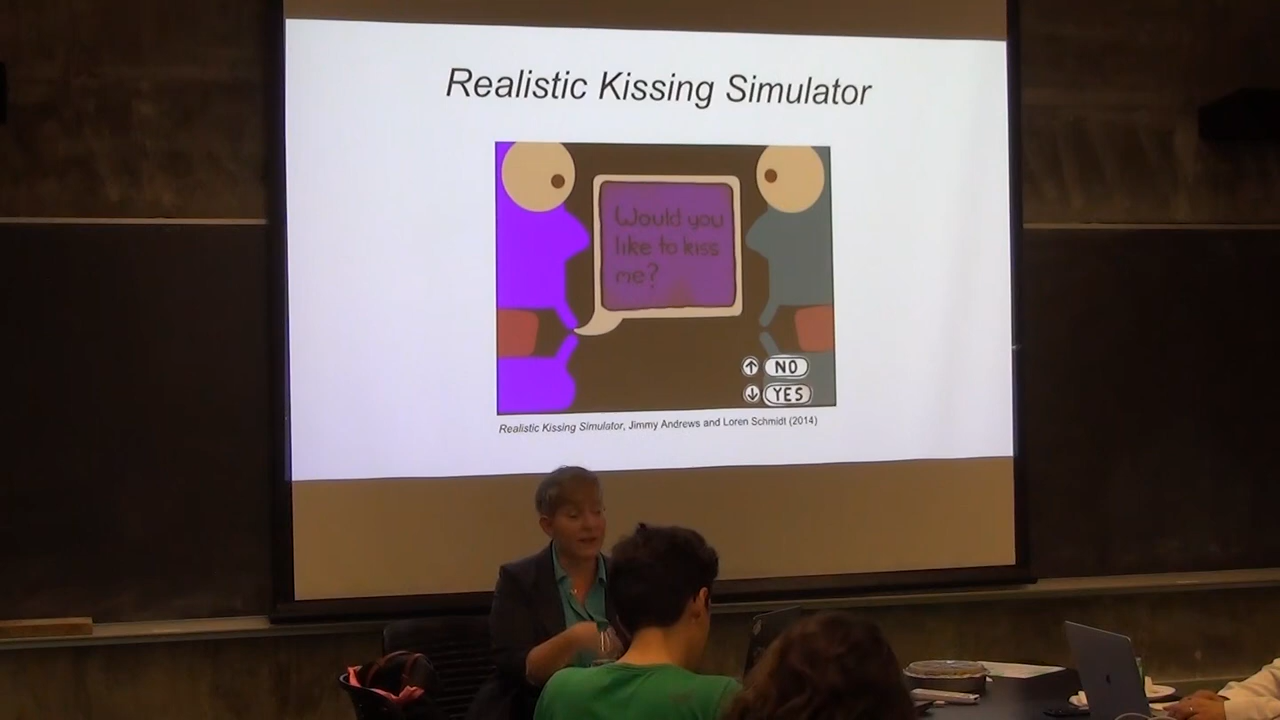 Realistic Kissing Simulator
Would you
like to kiss
me?
↑ NO
↓ YES
Realistic Kissing Simulator, Jimmy Andrews and Loren Schmidt (2014)